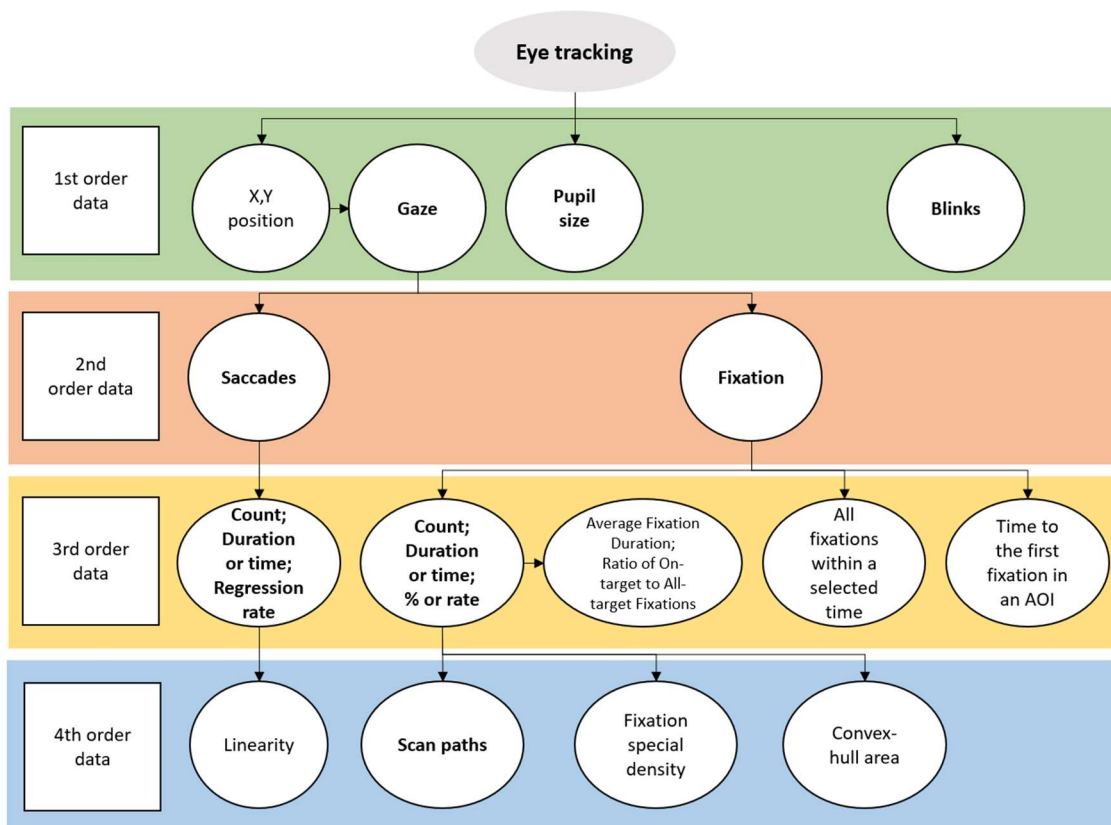 Eye tracking
1st order
data
X,Y
position
Gaze
Pupil
size
Blinks
2nd
order data
Saccades
Fixation
3rd order
data
Count;
Duration
or time;
Regression
rate
Count;
Duration
or time;
% or rate
Average Fixation
Duration;
Ratio of On-
target to All-
target Fixations
All
fixations
within a
selected
time
Time to
the first
fixation in
an AOI
4th order
data
Linearity
Scan paths
Fixation
special
density
Convex-
hull area